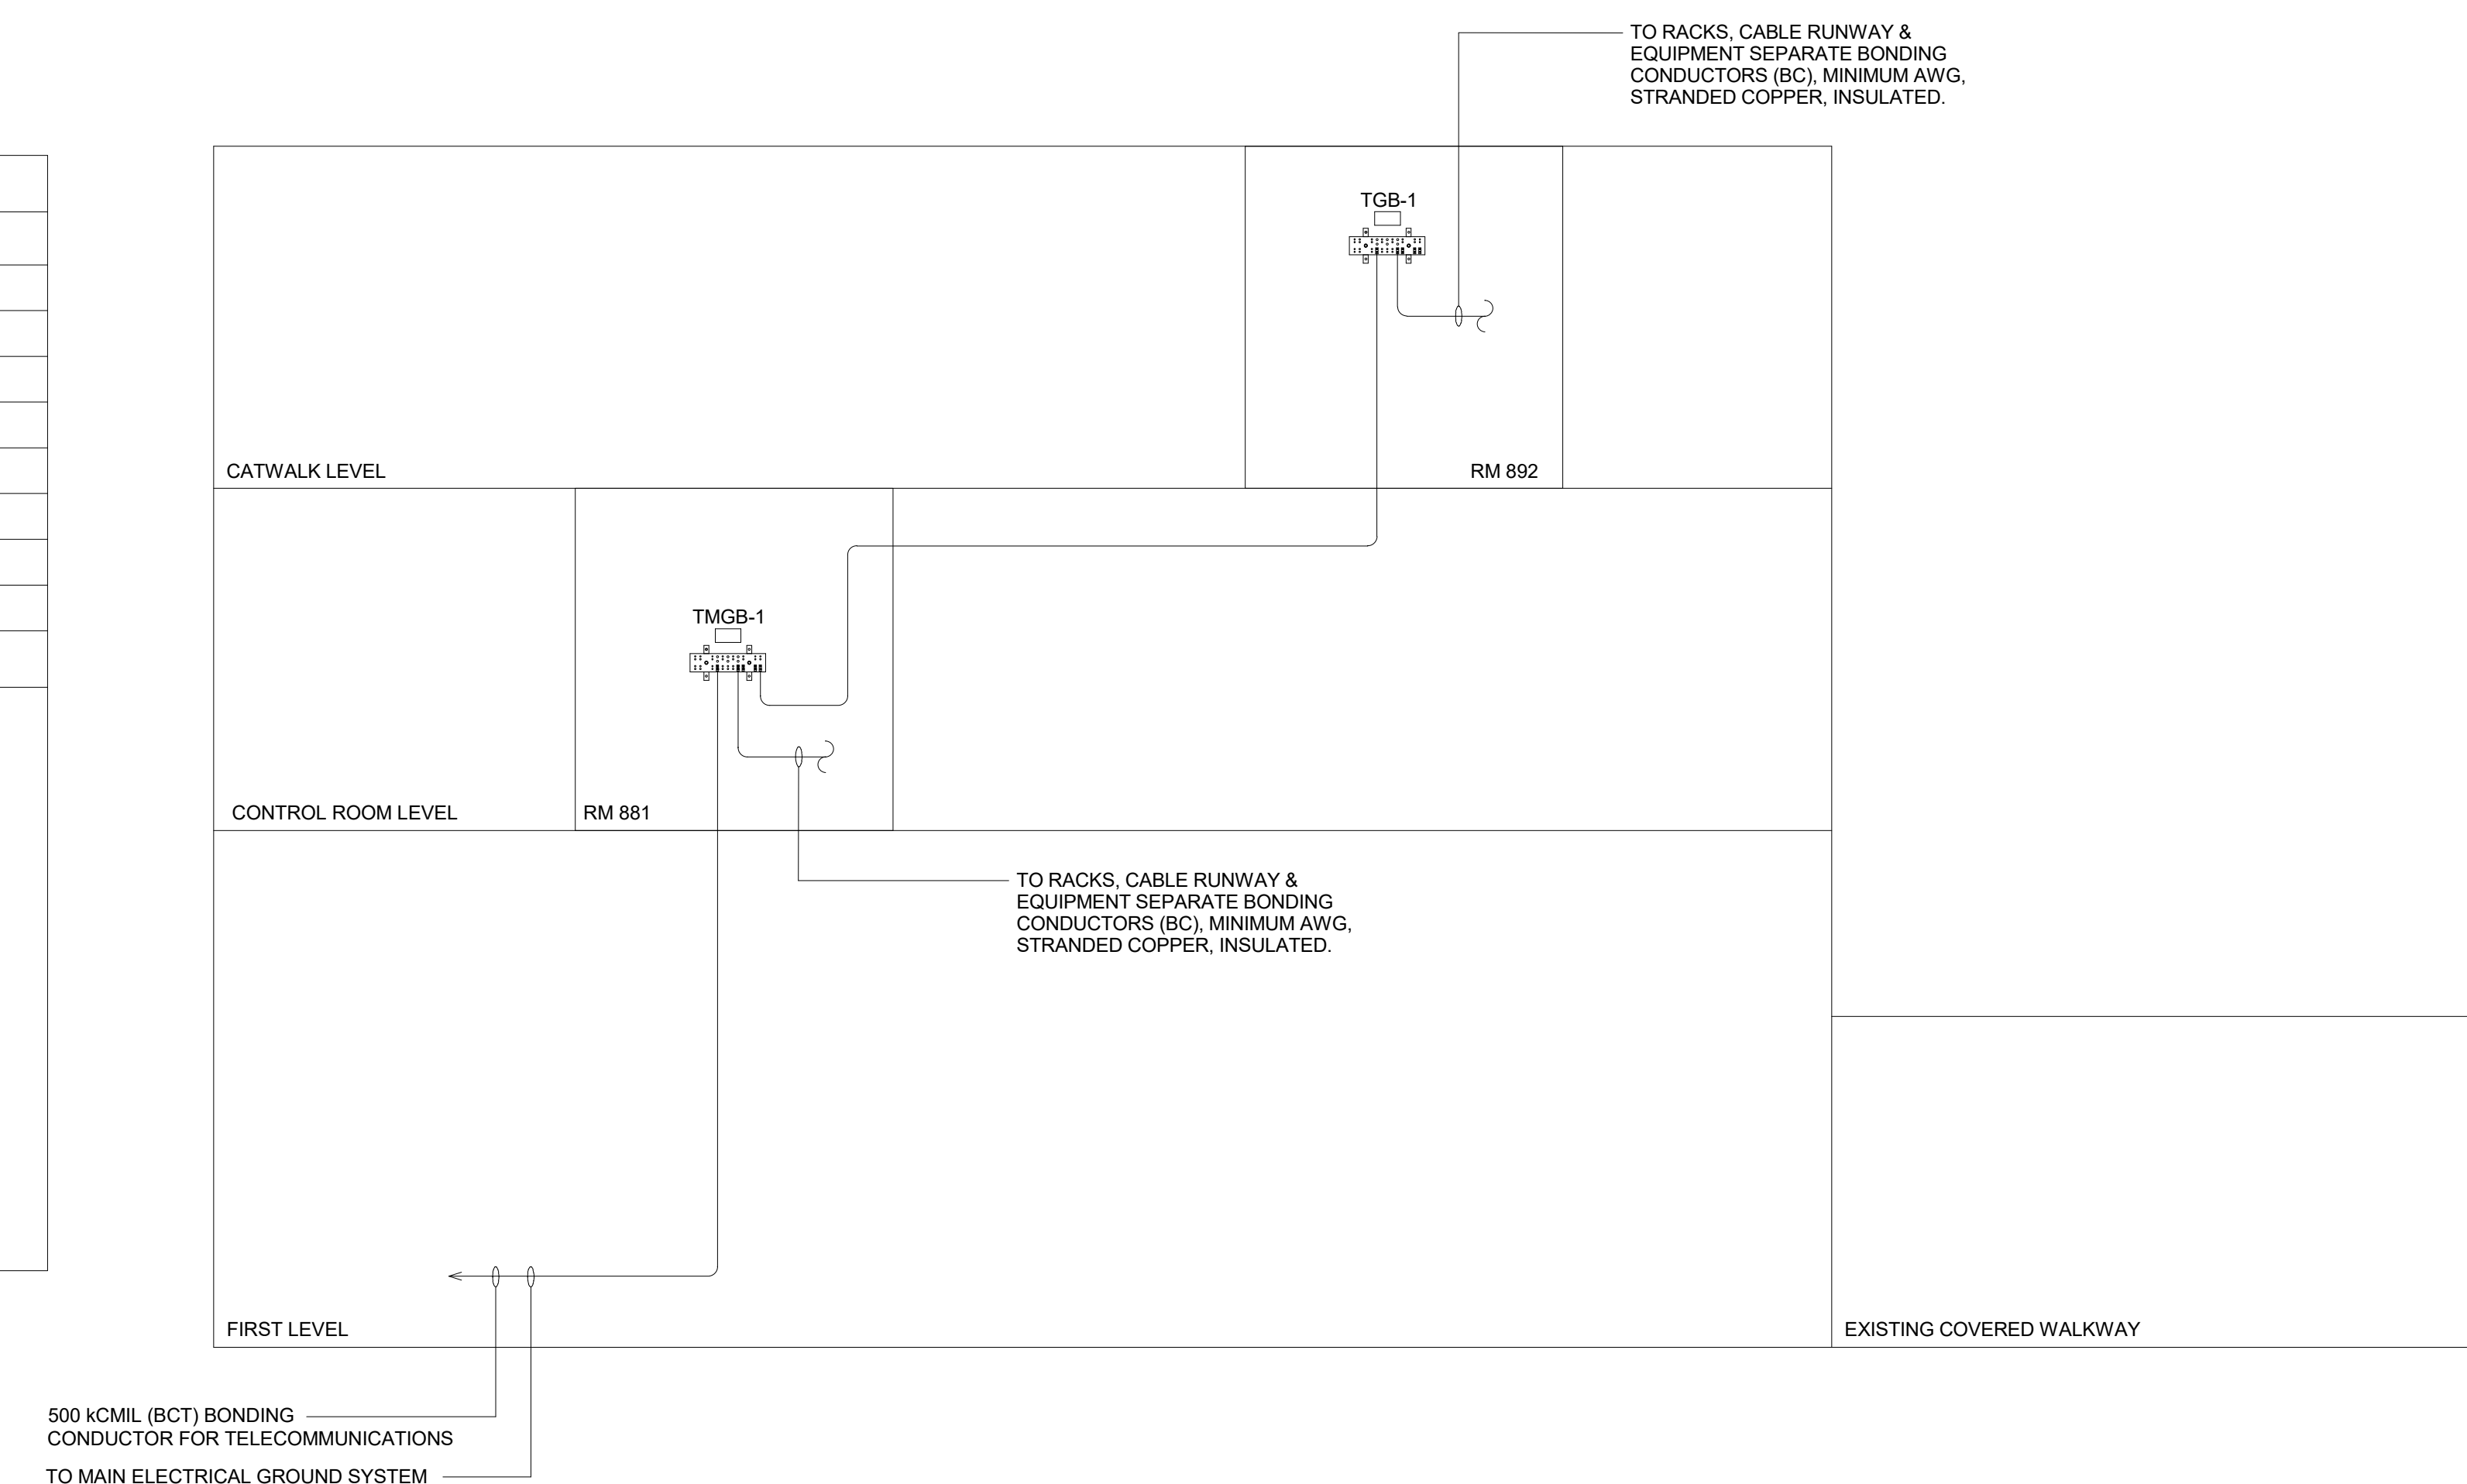 TO RACKS, CABLE RUNWAY &
EQUIPMENT SEPARATE BONDING
CONDUCTORS (BC), MINIMUM AWG,
STRANDED COPPER, INSULATED.
TGB-1
CATWALK LEVEL
RM 892
TMGB-1
CONTROL ROOM LEVEL
RM 881
TO RACKS, CABLE RUNWAY &
EQUIPMENT SEPARATE BONDING
CONDUCTORS (BC), MINIMUM AWG,
STRANDED COPPER, INSULATED.
FIRST LEVEL
EXISTING COVERED WALKWAY
500 kCMIL (BCT) BONDING
CONDUCTOR FOR TELECOMMUNICATIONS
TO MAIN ELECTRICAL GROUND SYSTEM